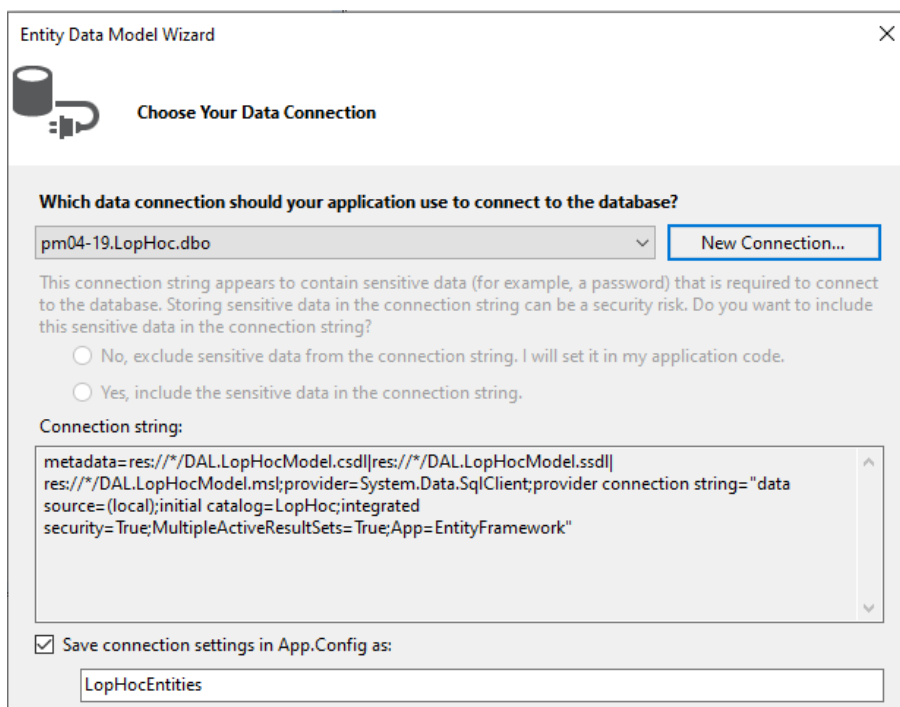 Entity Data Model Wizard
Choose Your Data Connection
Which data connection should your application use to connect to the database?
pm04-19.LopHoc.dbo
New Connection...
This connection string appears to contain sensitive data (for example, a password) that is required to connect
to the database. Storing sensitive data in the connection string can be a security risk. Do you want to include
this sensitive data in the connection string?
No, exclude sensitive data from the connection string. I will set it in my application code.
Yes, include the sensitive data in the connection string.
Connection string:
metadata=res://*/DAL.LopHocModel.csdl|res://*/DAL.LopHocModel.ssdl|
res://*/DAL.LopHocModel.msl;provider=System.Data.SqlClient;provider connection string="data
source=(local);initial catalog=LopHoc;integrated
security=True;MultipleActiveResultSets=True;App=EntityFramework"
Save connection settings in App.Config as:
LopHocEntities